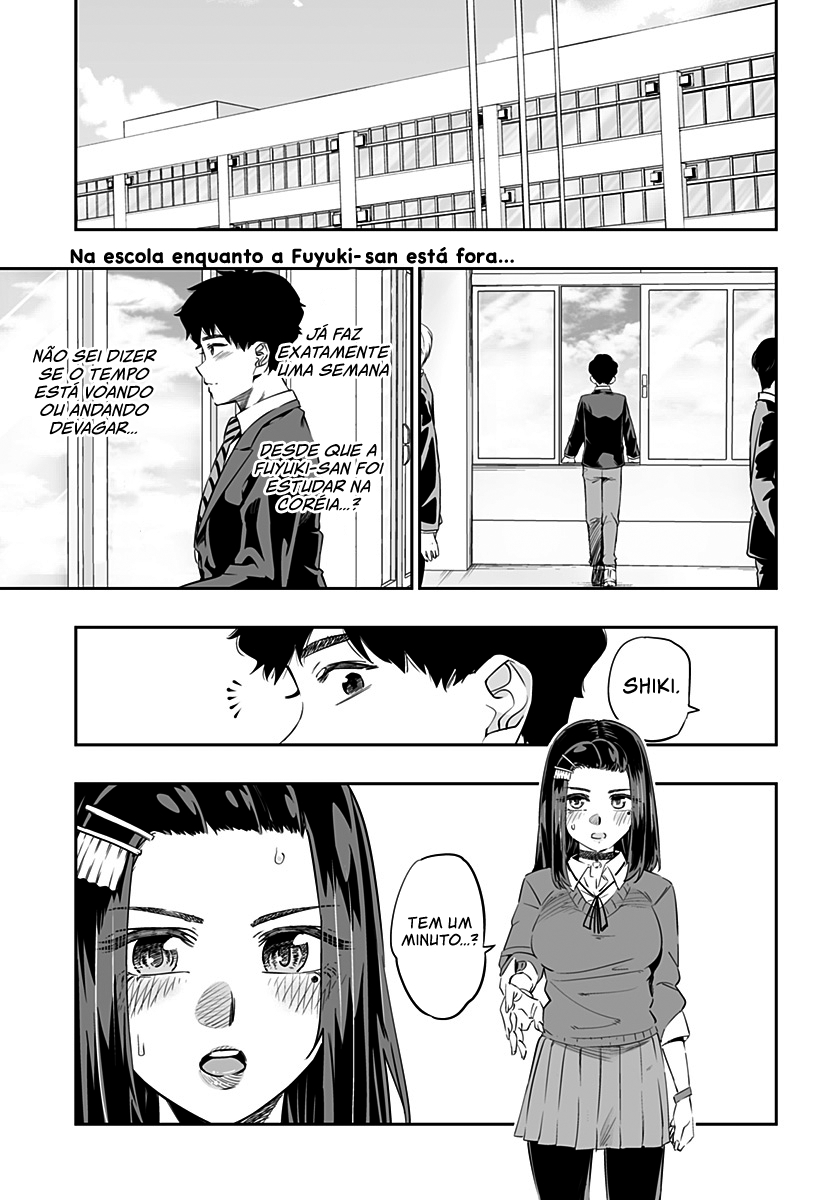 Na escola enquanto a Fuyuki-san está fora...
JÁ FAZ
EXATAMENTE
UMA SEMANA
DESDE QUE A
FUYUKI-SAN FOI
ESTUDAR NA
CORÉIA...?
NÃO SEI DIZER
SE O TEMPO
ESTÁ VOANDO
OU ANDANDO
DEVAGAR...
SHIKI.
TEM UM
MINUTO...?